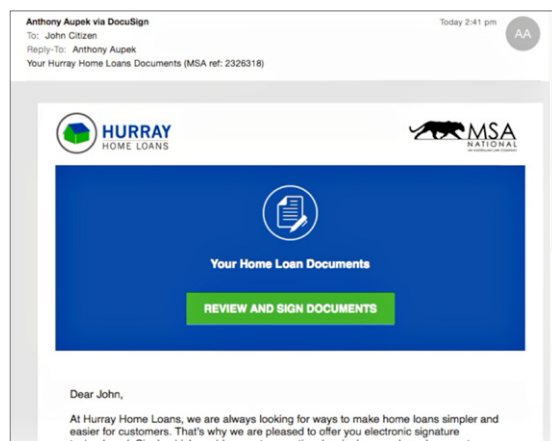 Anthony Aupek via DocuSign
Today 2:41 pm
AA
To: John Citizen
Reply-To: Anthony Aupek
Your Hurray Home Loans Documents (MSA ref: 2326318)
HURRAY
HOME LOANS
MSA
NATIONAL
Your Home Loan Documents
REVIEW AND SIGN DOCUMENTS
Dear John,
At Hurray Home Loans, we are always looking for ways to make home loans simpler and
easier for customers. That's why we are pleased to offer you electronic signature